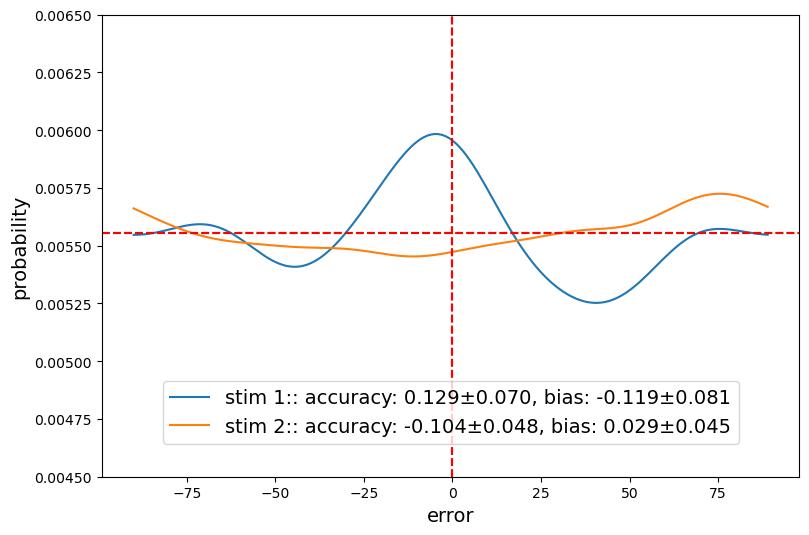 0.00650
0.00625
0.00600
0.00575
0.00550
0.00525
0.00500
0.00475
0.00450
probability
stim 1:: accuracy: 0.129±0.070, bias: -0.119±0.081
stim 2:: accuracy: -0.104±0.048, bias: 0.029±0.045
−75 −50 −25 0 25 50 75
error